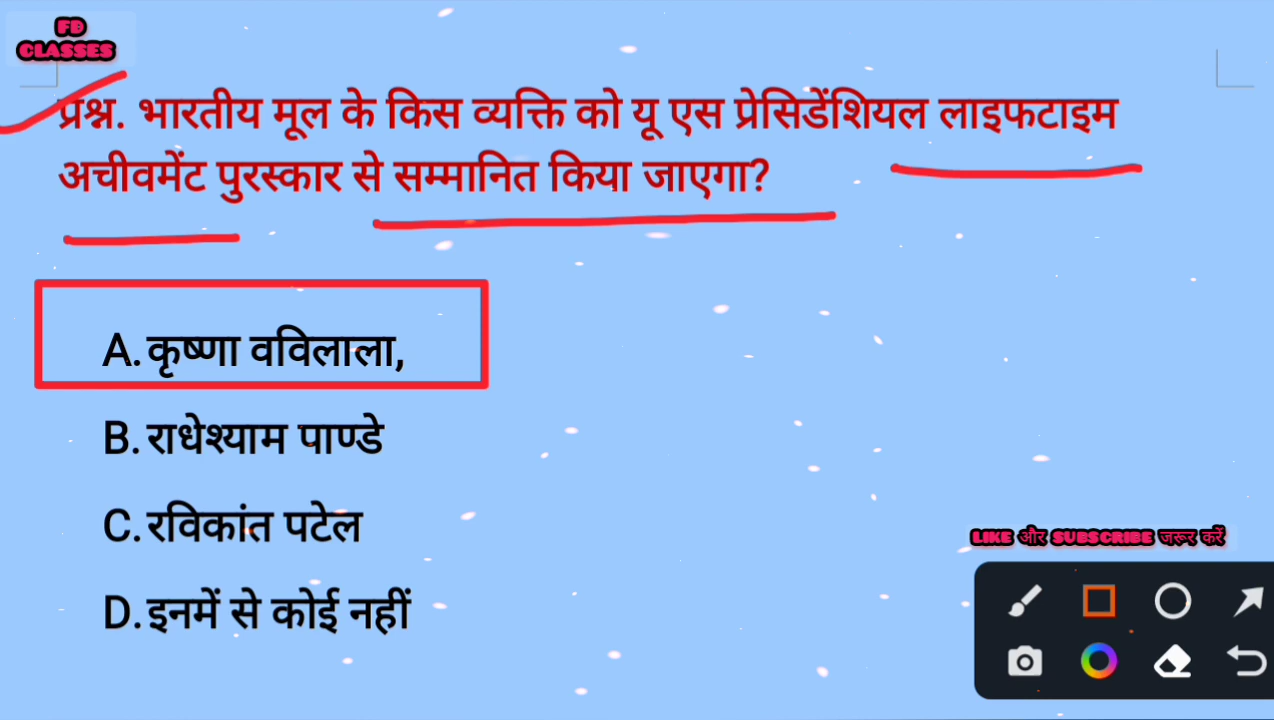 FD
CLASSES
प्रश्न. भारतीय मूल के किस व्यक्ति को यू एस प्रेसिडेंशियल लाइफटाइम
अचीवमेंट पुरस्कार से सम्मानित किया जाएगा?
A. कृष्णा वविलाला,
B. राधेश्याम पाण्डे
C. रविकांत पटेल
D. इनमें से कोई नहीं
LIKE और SUBSCRIBE जरूर करें